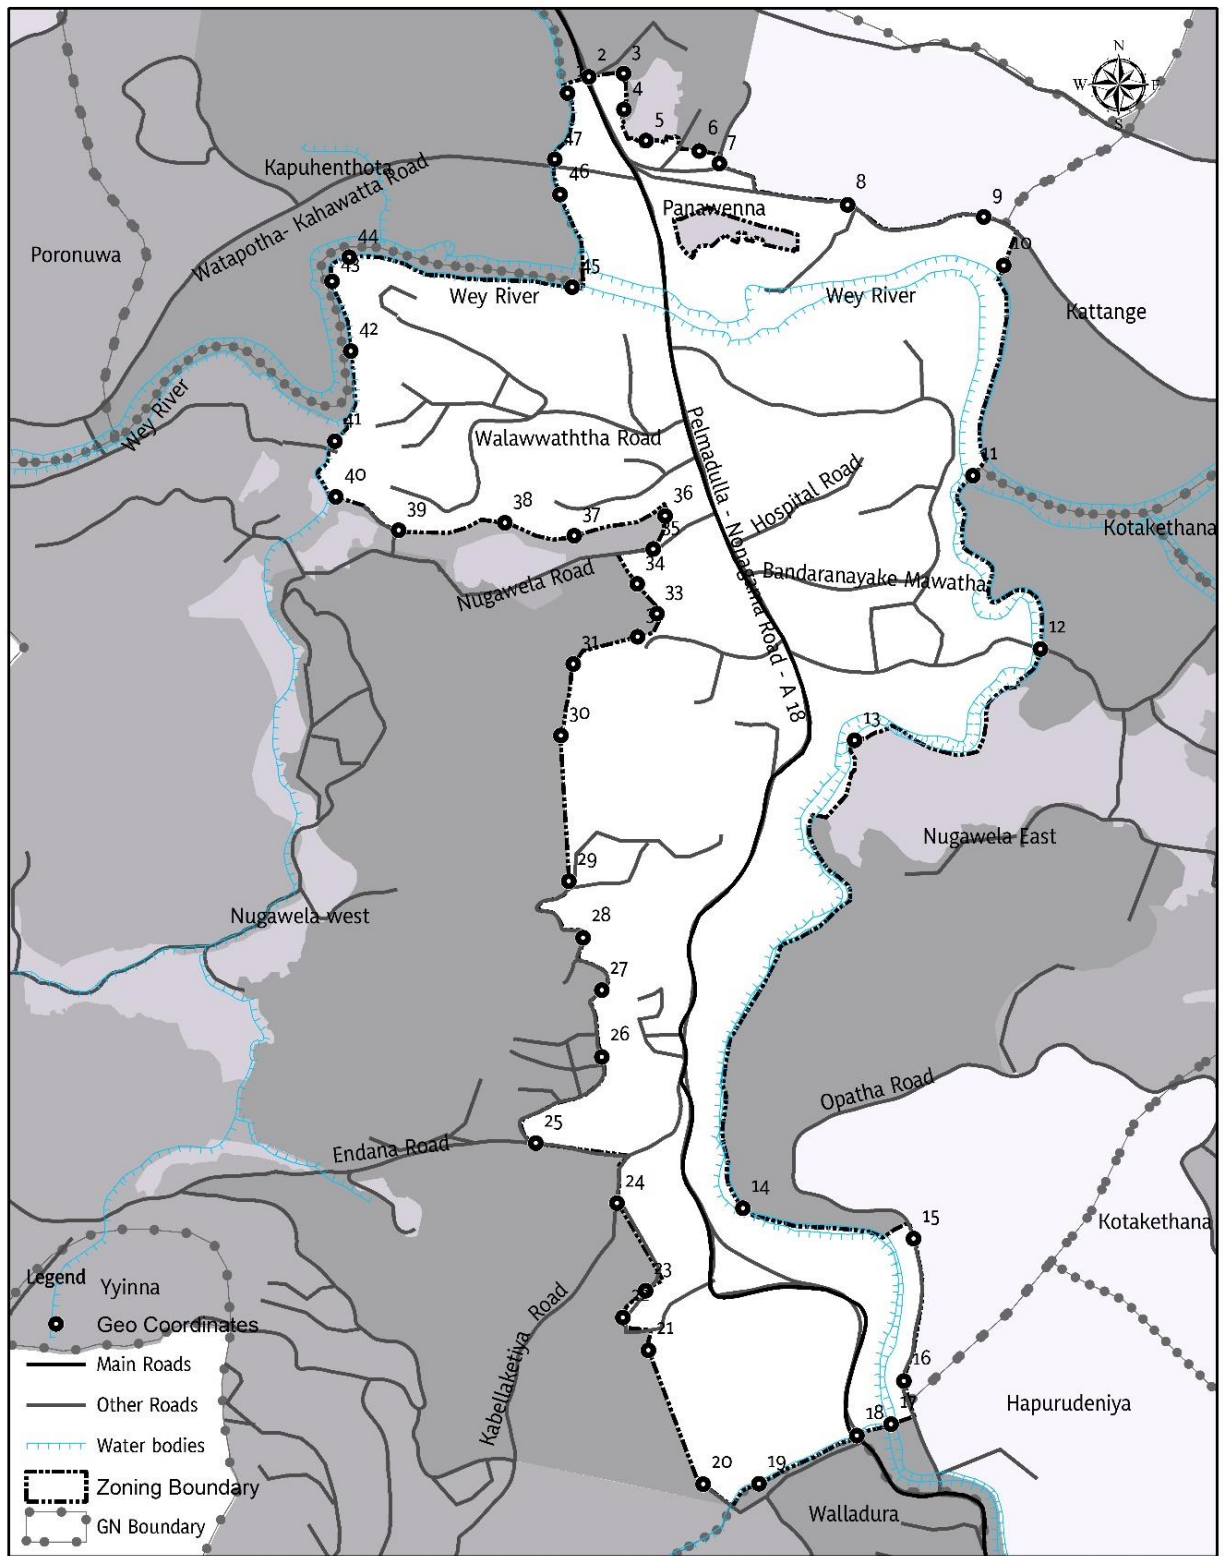 N
W
E
S
1
2
3
4
5
6
7
47
46
Kapuhenthota
Watapotha- Kahawatta Road
8
9
Panawenna
Poronuwa
44
43
45
10
Wey River
Wey River
Kattange
42
Wey River
41
Walawwaththa Road
Pelmadulla - Nonagama Road - A 18
Hospital Road
11
40
39
38
37
36
35
Kotakethana
Nugawela Road
34
Bandaranayake Mawatha
33
31
12
30
13
Nugawela East
29
Nugawela west
28
27
26
Opatha Road
25
Endana Road
24
14
15
Kotakethana
23
22
21
Kabellaketiya Road
16
17
18
Hapurudeniya
20
19
Walladura
Legend
Yyinna
Geo Coordinates
Main Roads
Other Roads
Water bodies
Zoning Boundary
GN Boundary